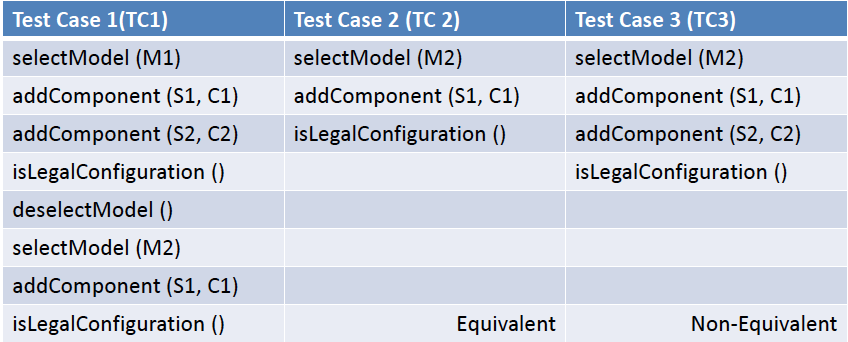 Test Case 1(TC1) Test Case 2 (TC 2) Test Case 3 (TC3)
selectModel (M1) selectModel (M2) selectModel (M2)
addComponent (S1, C1) addComponent (S1, C1) addComponent (S1, C1)
addComponent (S2, C2) isLegalConfiguration () addComponent (S2, C2)
isLegalConfiguration () isLegalConfiguration ()
deselectModel ()
selectModel (M2)
addComponent (S1, C1)
isLegalConfiguration () Equivalent Non-Equivalent